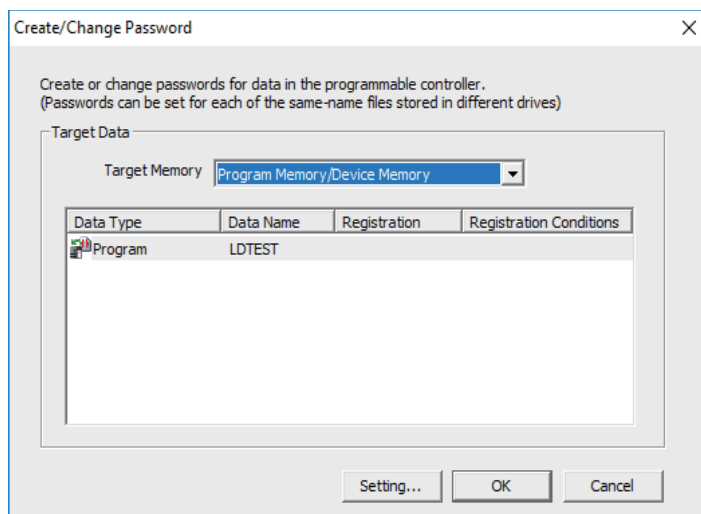 Create/Change Password
Create or change passwords for data in the programmable controller.
(Passwords can be set for each of the same-name files stored in different drives)
Target Data
Target Memory Program Memory/Device Memory
Data Type Data Name Registration Registration Conditions
Program LDTEST
Setting... OK Cancel